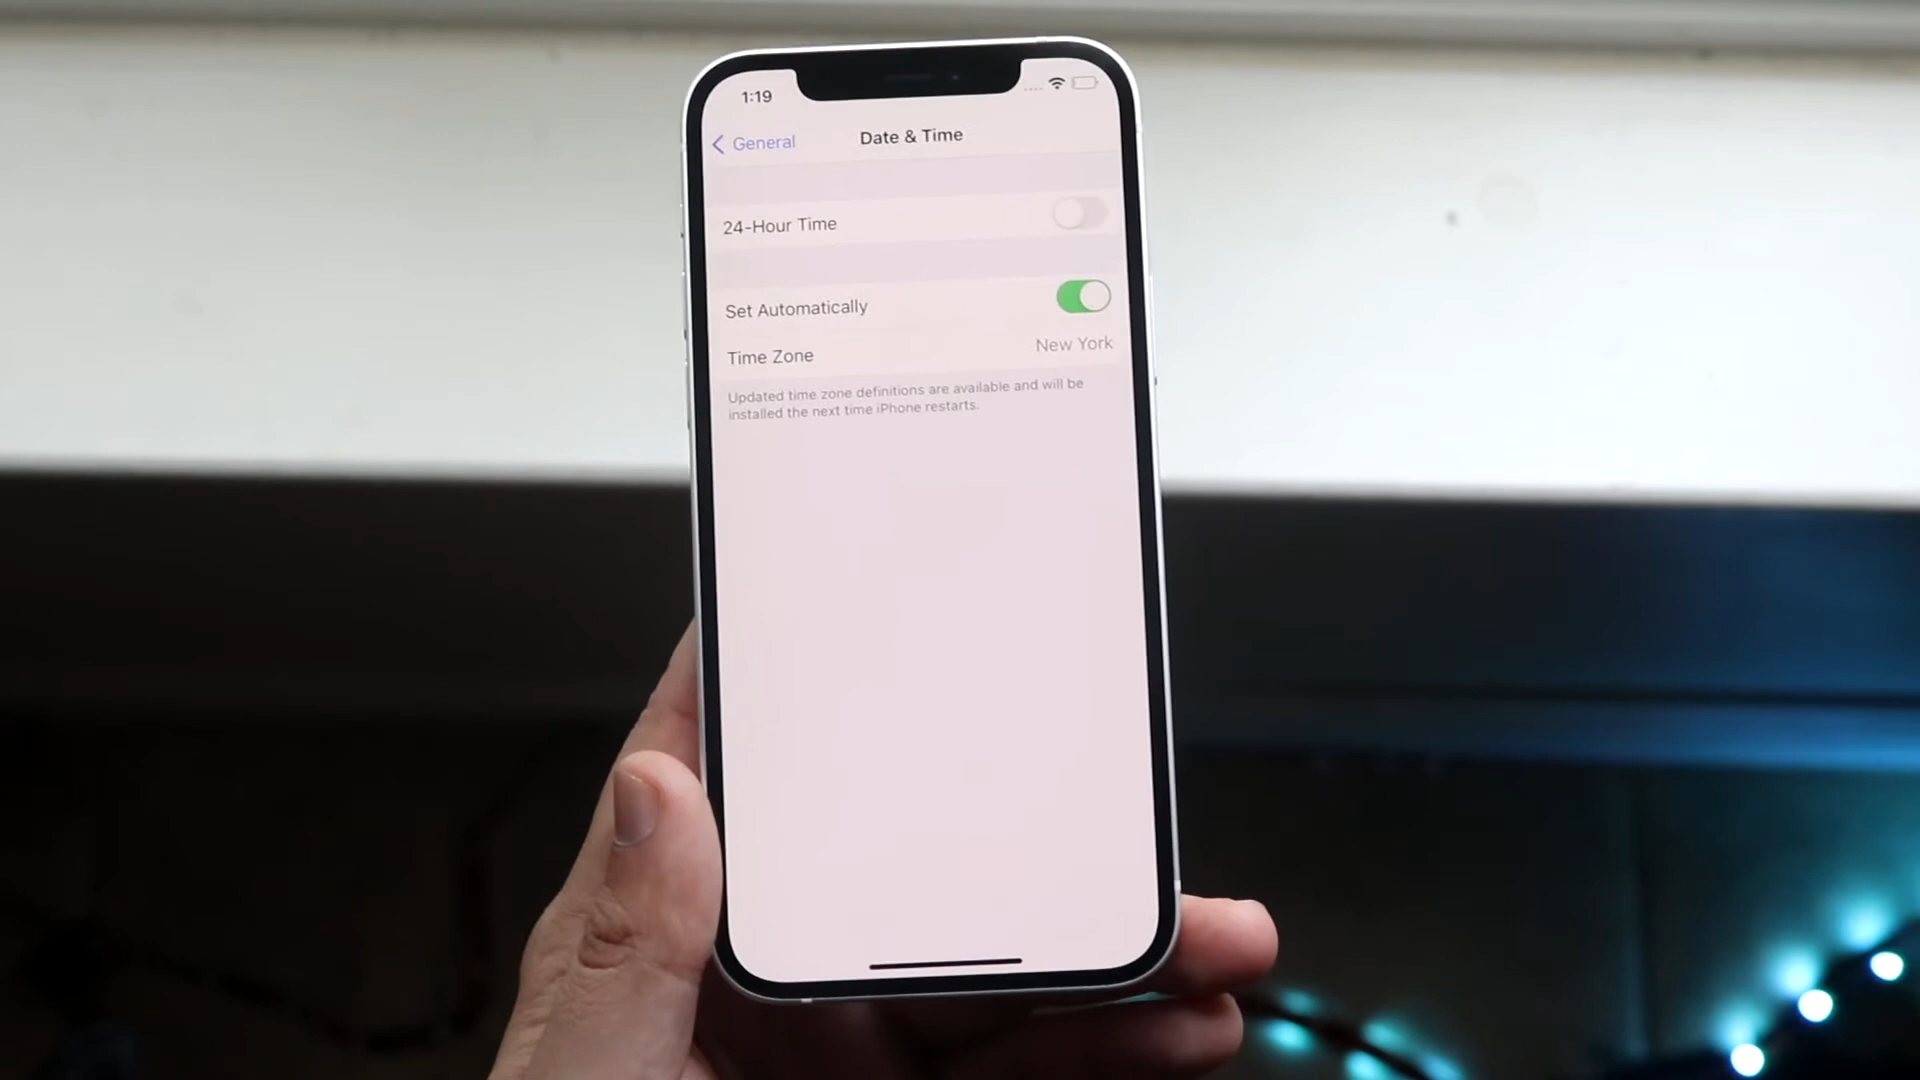 1:19
General
Date & Time
24-Hour Time
Set Automatically
Time Zone
New York
Updated time zone definitions are available and will be
installed the next time iPhone restarts.